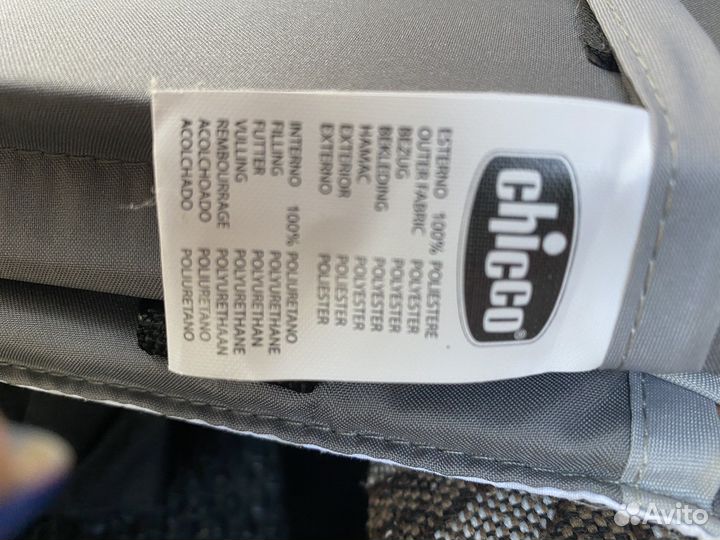 chicco
ESTERNO 100% POLIESTERE
OUTER FABRIC POLYESTER
BEZUG POLYESTER
BEKLEDING POLYESTER
HAMAC POLYESTER
EXTERIOR POLIESTER
EXTERNO POLIESTER
INTERNO 100% POLIURETANO
FILLING POLYURETHANE
FUTTER POLYURETHAN
VULLING POLYURETHAAN
REMBOURRAGE POLYURETHANE
ACOLCHOADO POLIURETANO
ACOLCHADO POLIURETANO
Avito